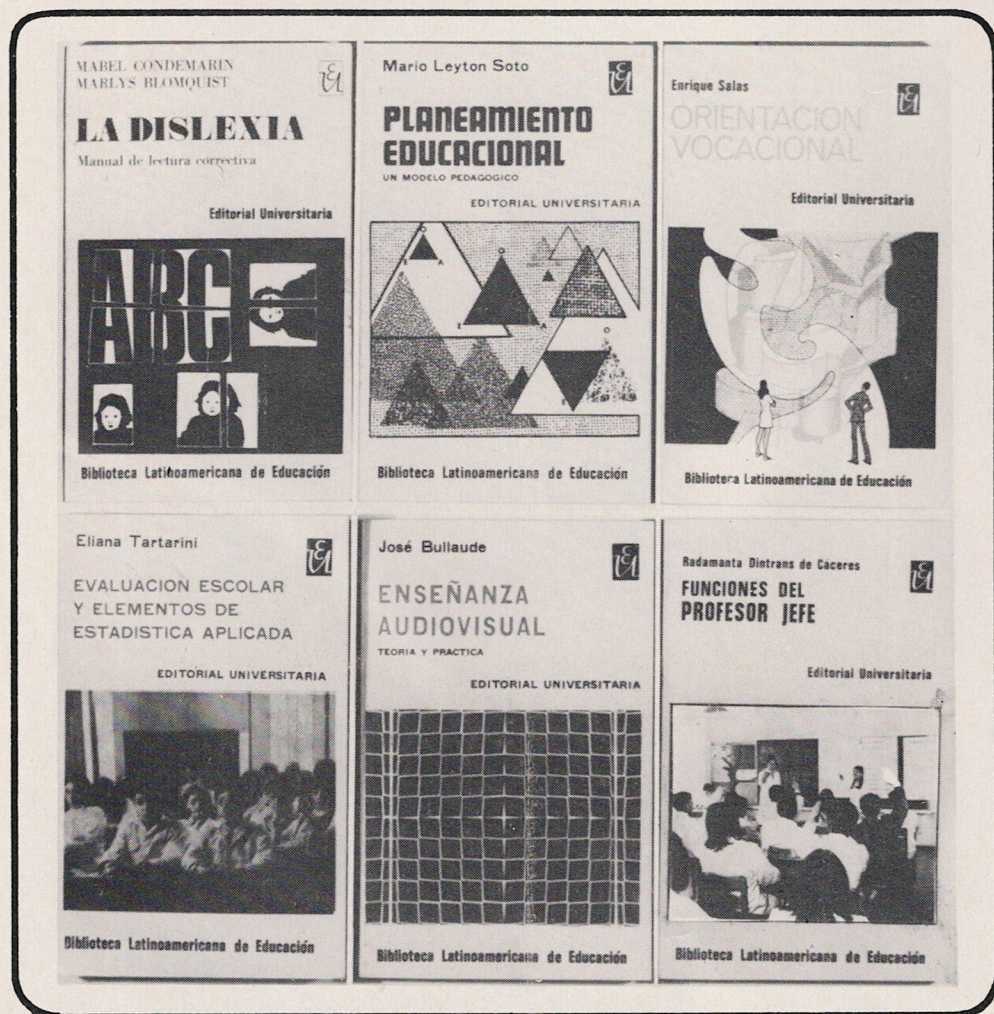 MABEL CONDEMARIN
MARLYS BLOMQUIST
LA DISLEXIA
Manual de lectura correctiva
Editorial Universitaria
ABC
Biblioteca Latinoamericana de Educación
Mario Leyton Soto
PLANEAMIENTO
EDUCACIONAL
UN MODELO PEDAGOGICO
EDITORIAL UNIVERSITARIA
Biblioteca Latinoamericana de Educación
Enrique Salas
ORIENTACION
VOCACIONAL
Editorial Universitaria
Biblioteca Latinoamericana de Educación
Eliana Tartarini
EVALUACION ESCOLAR
Y ELEMENTOS DE
ESTADISTICA APLICADA
EDITORIAL UNIVERSITARIA
Biblioteca Latinoamericana de Educación
José Bullaude
ENSEÑANZA
AUDIOVISUAL
TEORIA Y PRACTICA
EDITORIAL UNIVERSITARIA
Biblioteca Latinoamericana de Educación
Radamanta Dintrans de Caceres
FUNCIONES DEL
PROFESOR JEFE
Editorial Universitaria
Biblioteca Latinoamericana de Educación